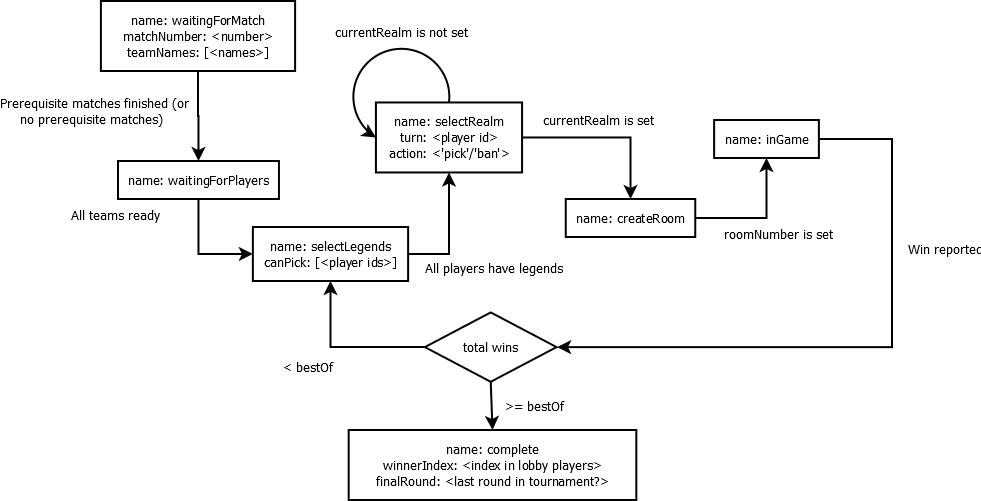 name: waitingForMatch
matchNumber: <number>
teamNames: [<names>]
currentRealm is not set
Prerequisite matches finished (or
no prerequisite matches)
name: selectRealm
turn: <player id>
action: <'pick'/'ban'>
currentRealm is set
name: inGame
name: waitingForPlayers
All teams ready
name: createRoom
roomNumber is set
name: selectLegends
canPick: [<player ids>]
All players have legends
Win reported
total wins
< bestOf
>= bestOf
name: complete
winnerIndex: <index in lobby players>
finalRound: <last round in tournament?>